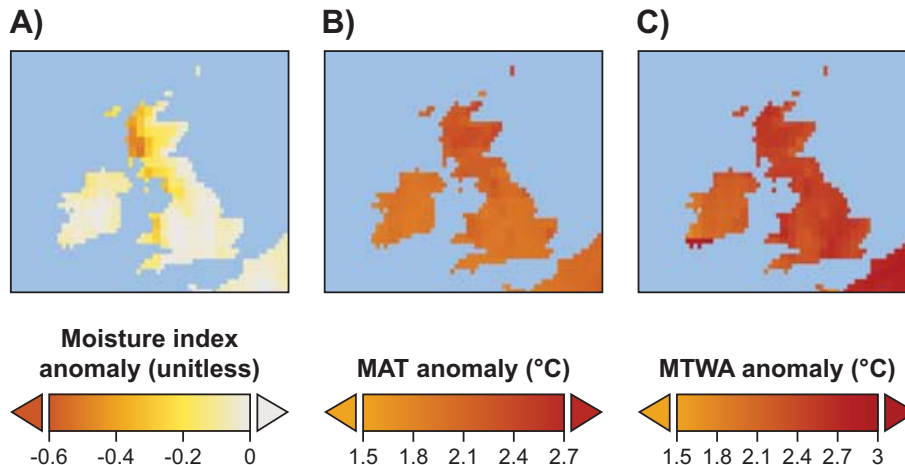 A)
B)
C)
Moisture index
anomaly (unitless)
-0.6 -0.4 -0.2 0
MAT anomaly (°C)
1.5 1.8 2.1 2.4 2.7
MTWA anomaly (°C)
1.5 1.8 2.1 2.4 2.7 3